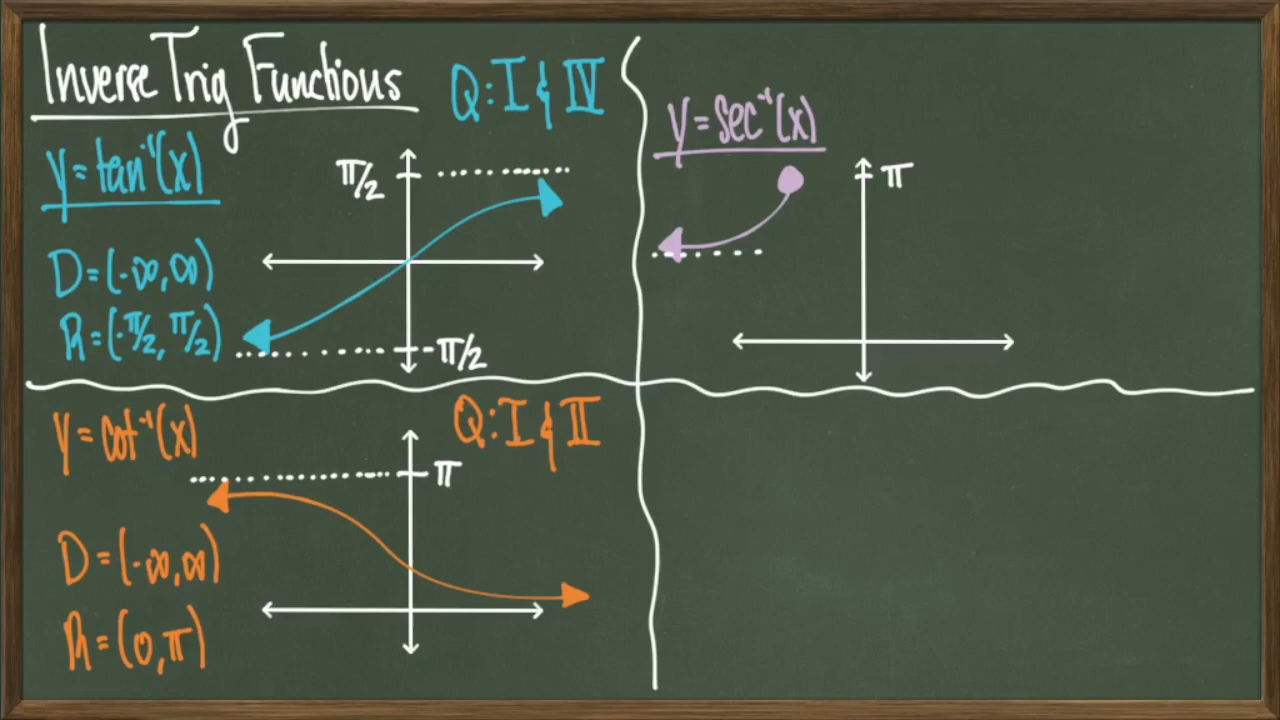 Inverse Trig Functions
Q: I & IV
y = tan⁻¹(x)
π/2
D = (-∞, ∞)
R = (-π/2, π/2)
-π/2
y = cot⁻¹(x)
Q: I & II
π
D = (-∞, ∞)
R = (0, π)
y = sec⁻¹(x)
π